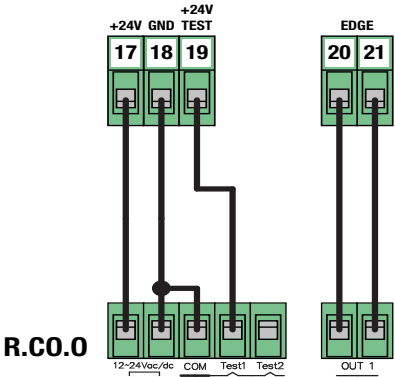 +24V
+24V GND TEST
EDGE
17 18 19
20 21
R.CO.0
12~24Vac/dc COM Test1 Test2
OUT 1